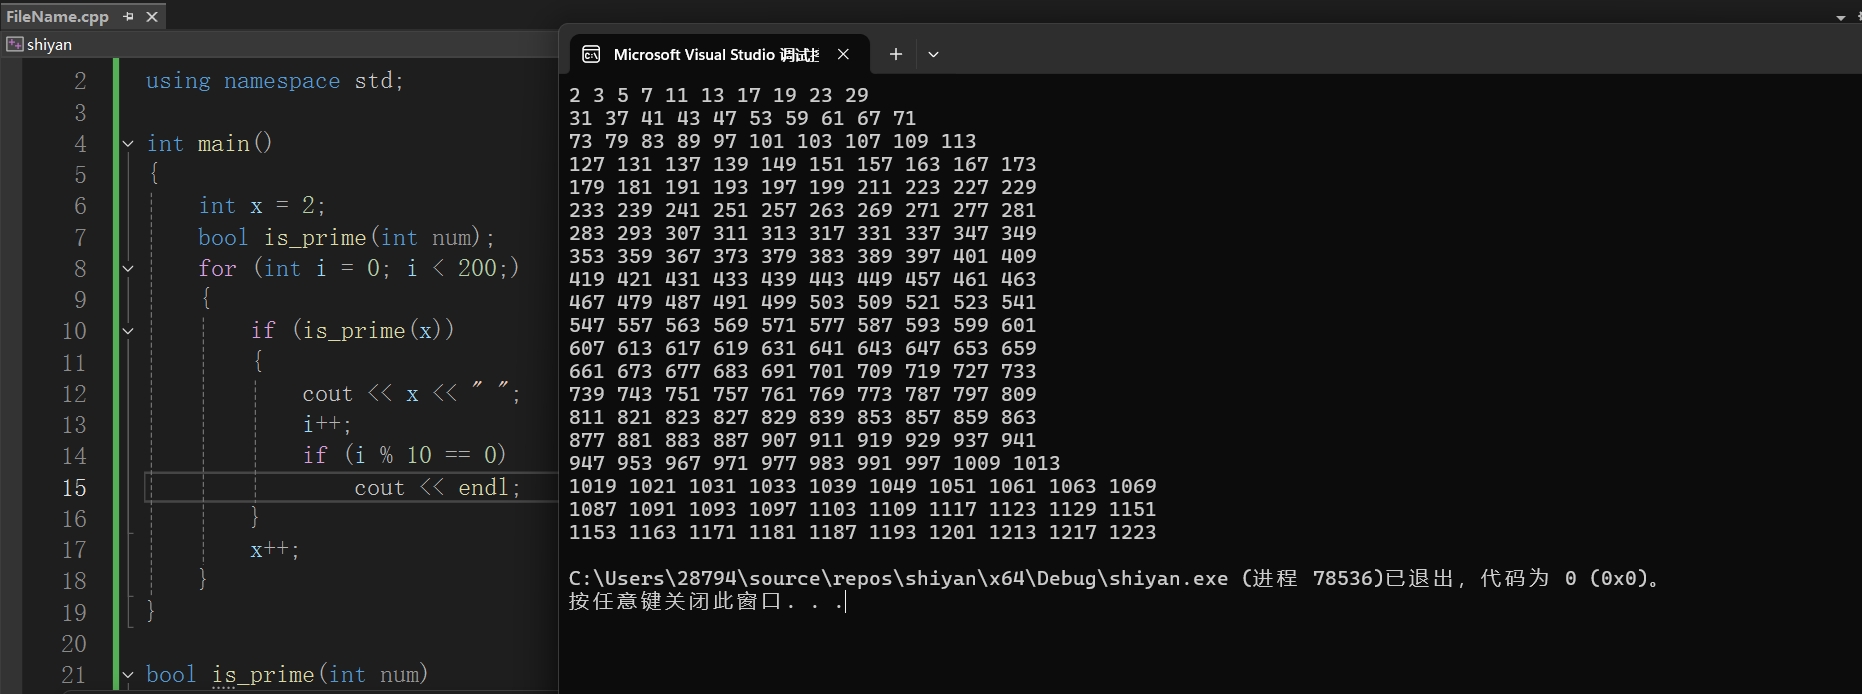 FileName.cpp
shiyan
2 using namespace std;
3
4 int main()
5 {
6 int x = 2;
7 bool is_prime(int num);
8 for (int i = 0; i < 200;)
9 {
10 if (is_prime(x))
11 {
12 cout << x << " ";
13 i++;
14 if (i % 10 == 0)
15 cout << endl;
16 }
17 x++;
18 }
19 }
20
21 bool is_prime(int num)
Microsoft Visual Studio 调试
2 3 5 7 11 13 17 19 23 29
31 37 41 43 47 53 59 61 67 71
73 79 83 89 97 101 103 107 109 113
127 131 137 139 149 151 157 163 167 173
179 181 191 193 197 199 211 223 227 229
233 239 241 251 257 263 269 271 277 281
283 293 307 311 313 317 331 337 347 349
353 359 367 373 379 383 389 397 401 409
419 421 431 433 439 443 449 457 461 463
467 479 487 491 499 503 509 521 523 541
547 557 563 569 571 577 587 593 599 601
607 613 617 619 631 641 643 647 653 659
661 673 677 683 691 701 709 719 727 733
739 743 751 757 761 769 773 787 797 809
811 821 823 827 829 839 853 857 859 863
877 881 883 887 907 911 919 929 937 941
947 953 967 971 977 983 991 997 1009 1013
1019 1021 1031 1033 1039 1049 1051 1061 1063 1069
1087 1091 1093 1097 1103 1109 1117 1123 1129 1151
1153 1163 1171 1181 1187 1193 1201 1213 1217 1223
C:\Users\28794\source\repos\shiyan\x64\Debug\shiyan.exe (进程 78536)已退出，代码为 0 (0x0)。
按任意键关闭此窗口. . .